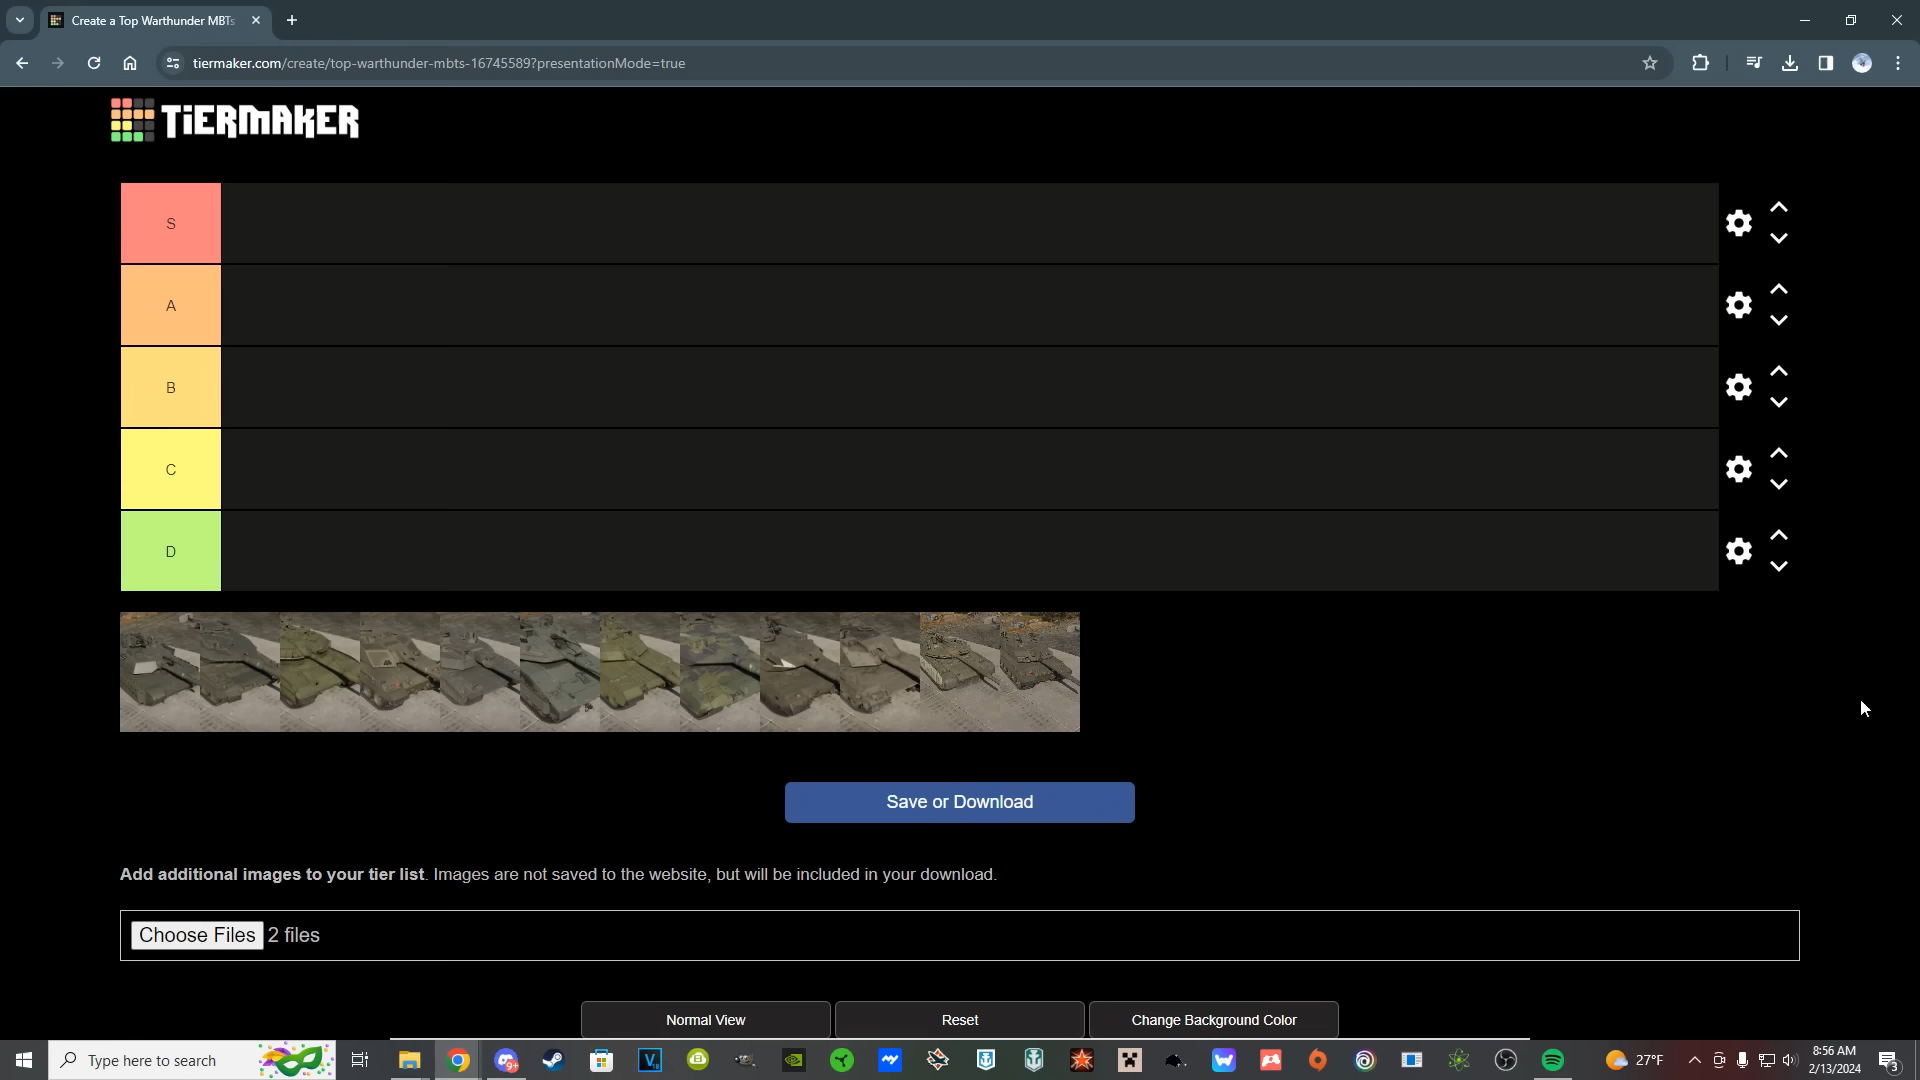 Create a Top Warthunder MBTs
tiermaker.com/create/top-warthunder-mbts-16745589?presentationMode=true
TiERMAKER
S
A
B
C
D
Save or Download
Add additional images to your tier list. Images are not saved to the website, but will be included in your download.
Choose Files 2 files
Normal View
Reset
Change Background Color
Type here to search
9+
27°F
8:56 AM
2/13/2024
3